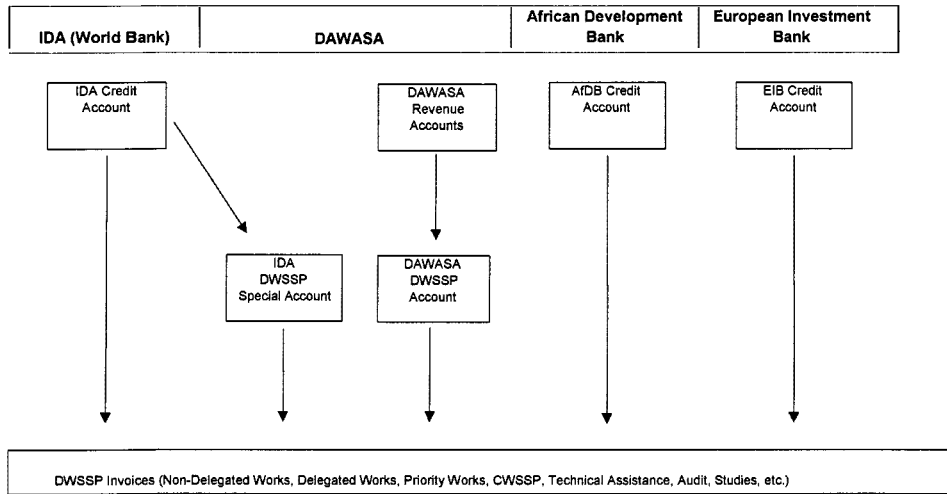 IDA (World Bank)
DAWASA
African Development
Bank
European Investment
Bank
IDA Credit
Account
DAWASA
Revenue
Accounts
AfDB Credit
Account
EIB Credit
Account
IDA
DWSSP
Special Account
DAWASA
DWSSP
Account
DWSSP Invoices (Non-Delegated Works, Delegated Works, Priority Works, CWSSP, Technical Assistance, Audit, Studies, etc.)